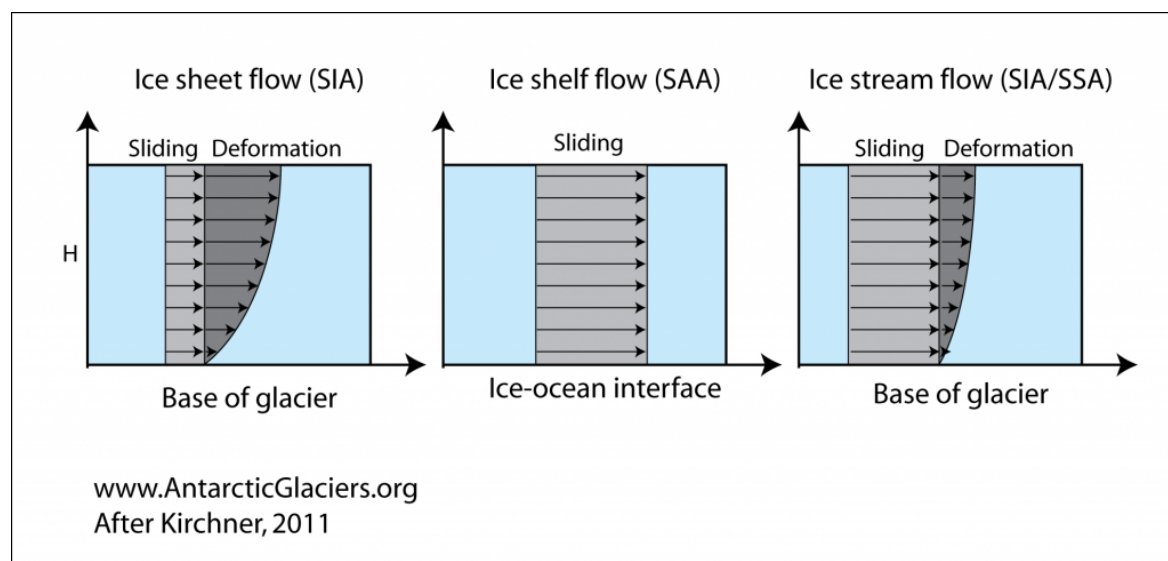 Ice sheet flow (SIA)
Ice shelf flow (SAA)
Ice stream flow (SIA/SSA)
Sliding Deformation
Sliding
Sliding Deformation
H
Base of glacier
Ice-ocean interface
Base of glacier
www.AntarcticGlaciers.org
After Kirchner, 2011